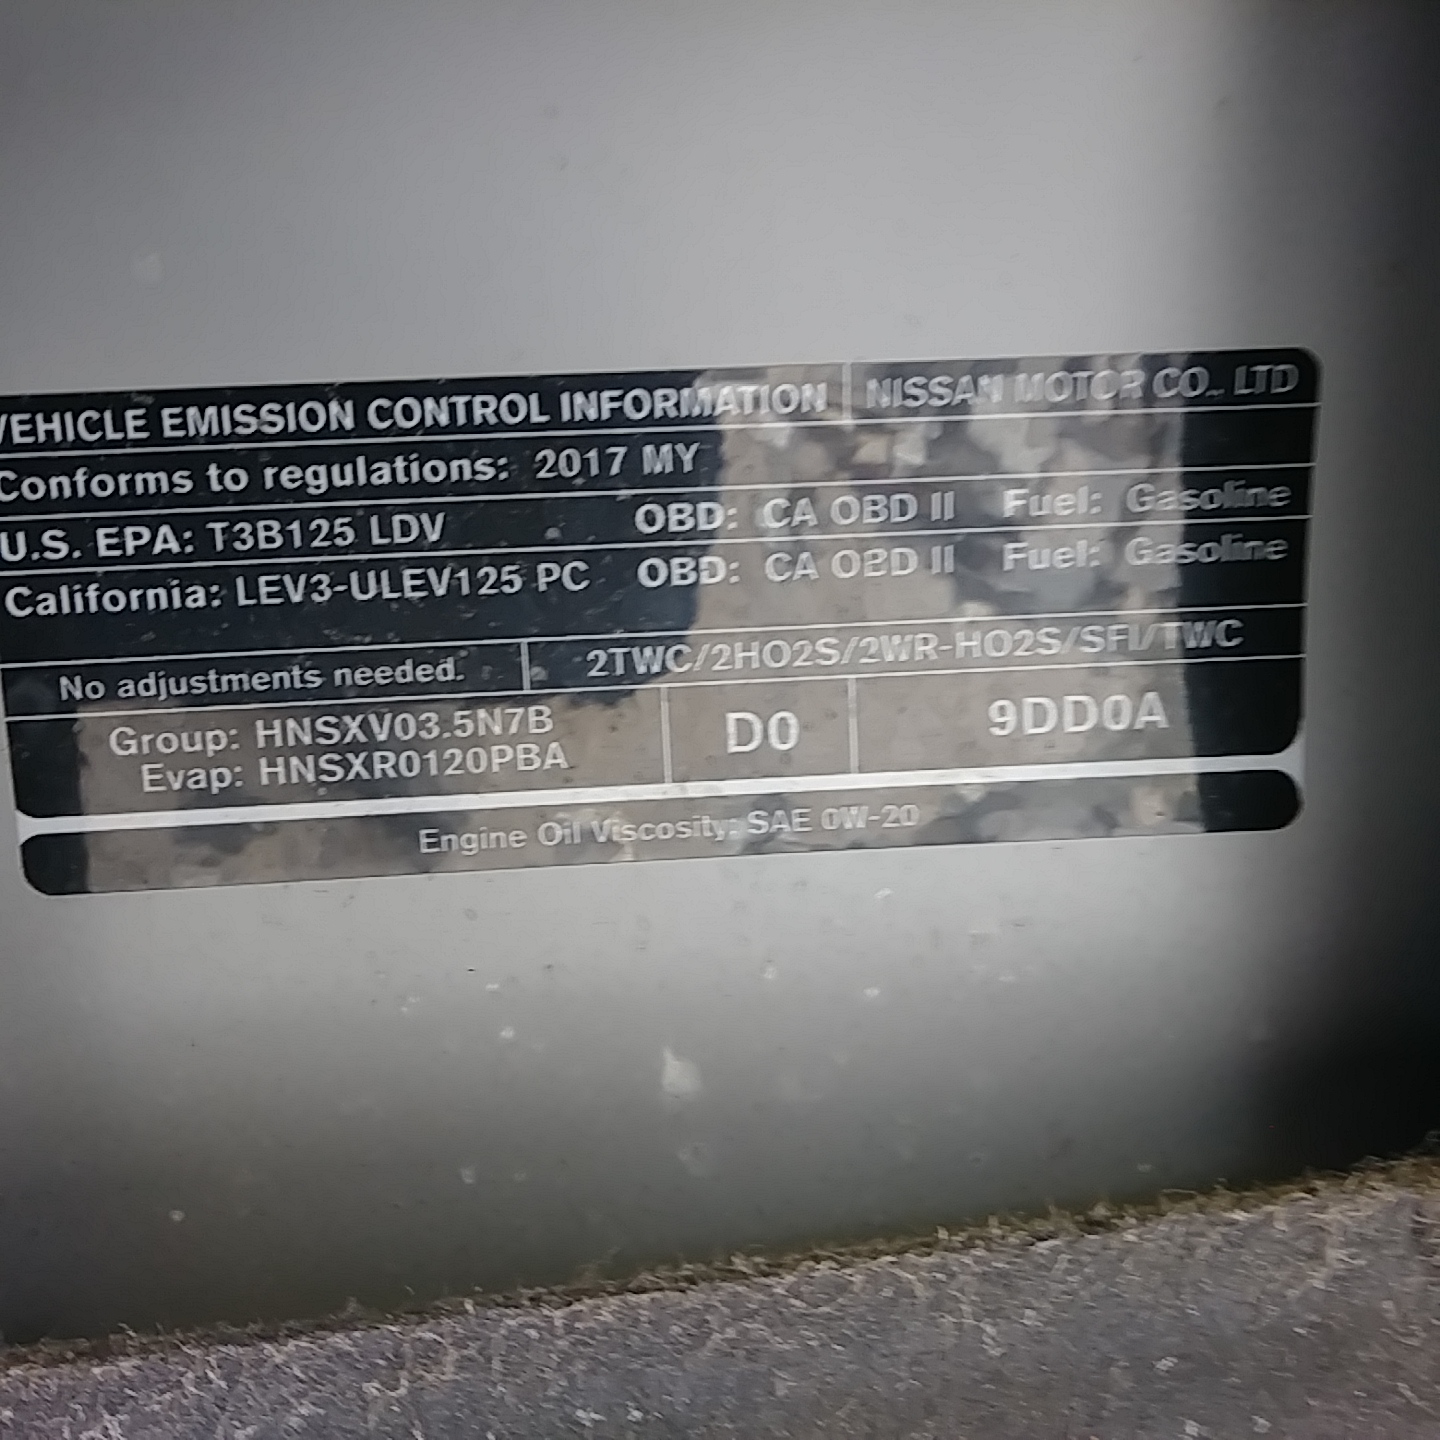 VEHICLE EMISSION CONTROL INFORMATION NISSAN MOTOR CO., LTD
Conforms to regulations: 2017 MY
U.S. EPA: T3B125 LDV OBD: CA OBD II Fuel: Gasoline
California: LEV3-ULEV125 PC OBD: CA OBD II Fuel: Gasoline
No adjustments needed. 2TWC/2HO2S/2WR-HO2S/SFI/TWC
Group: HNSXV03.5N7B
Evap: HNSXR0120PBA
D0
9DD0A
Engine Oil Viscosity: SAE 0W-20